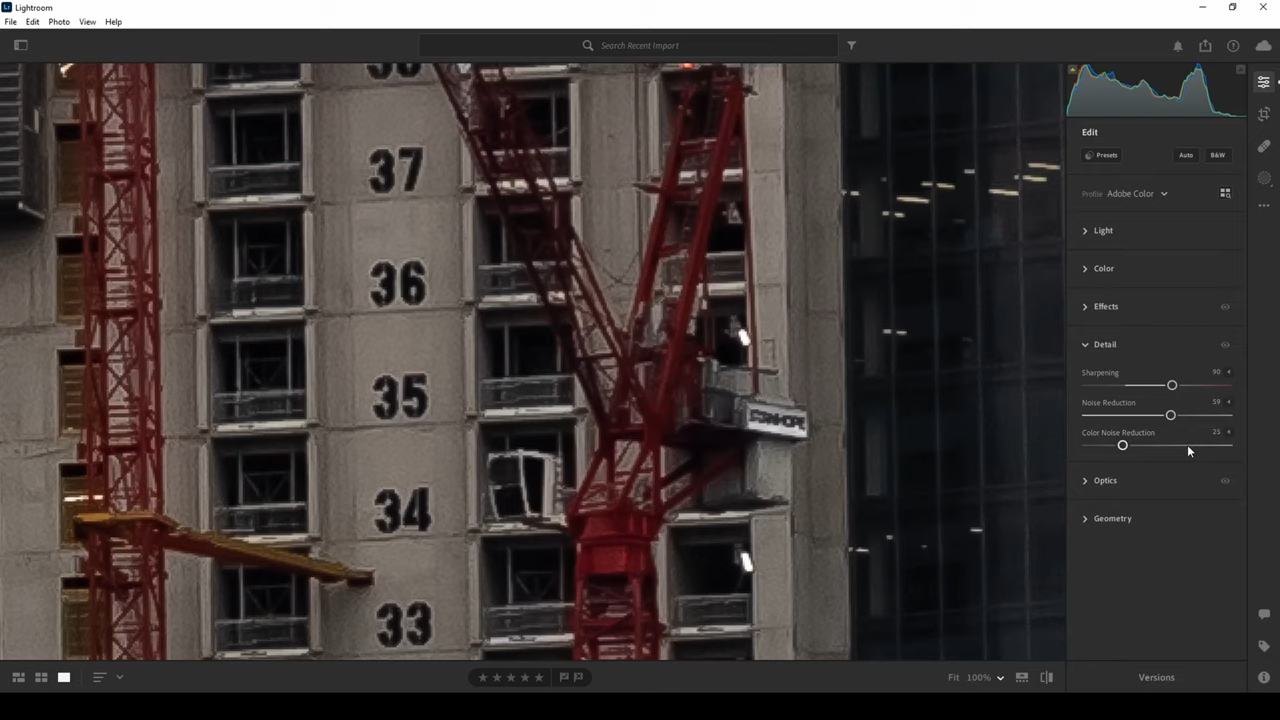 Lr Lightroom
File Edit Photo View Help
Search Recent Import
37
36
35
34
33
Edit
Presets Auto B&W
Profile Adobe Color
Light
Color
Effects
Detail
Sharpening 90
Noise Reduction 59
Color Noise Reduction 25
Optics
Geometry
Fit 100%
Versions